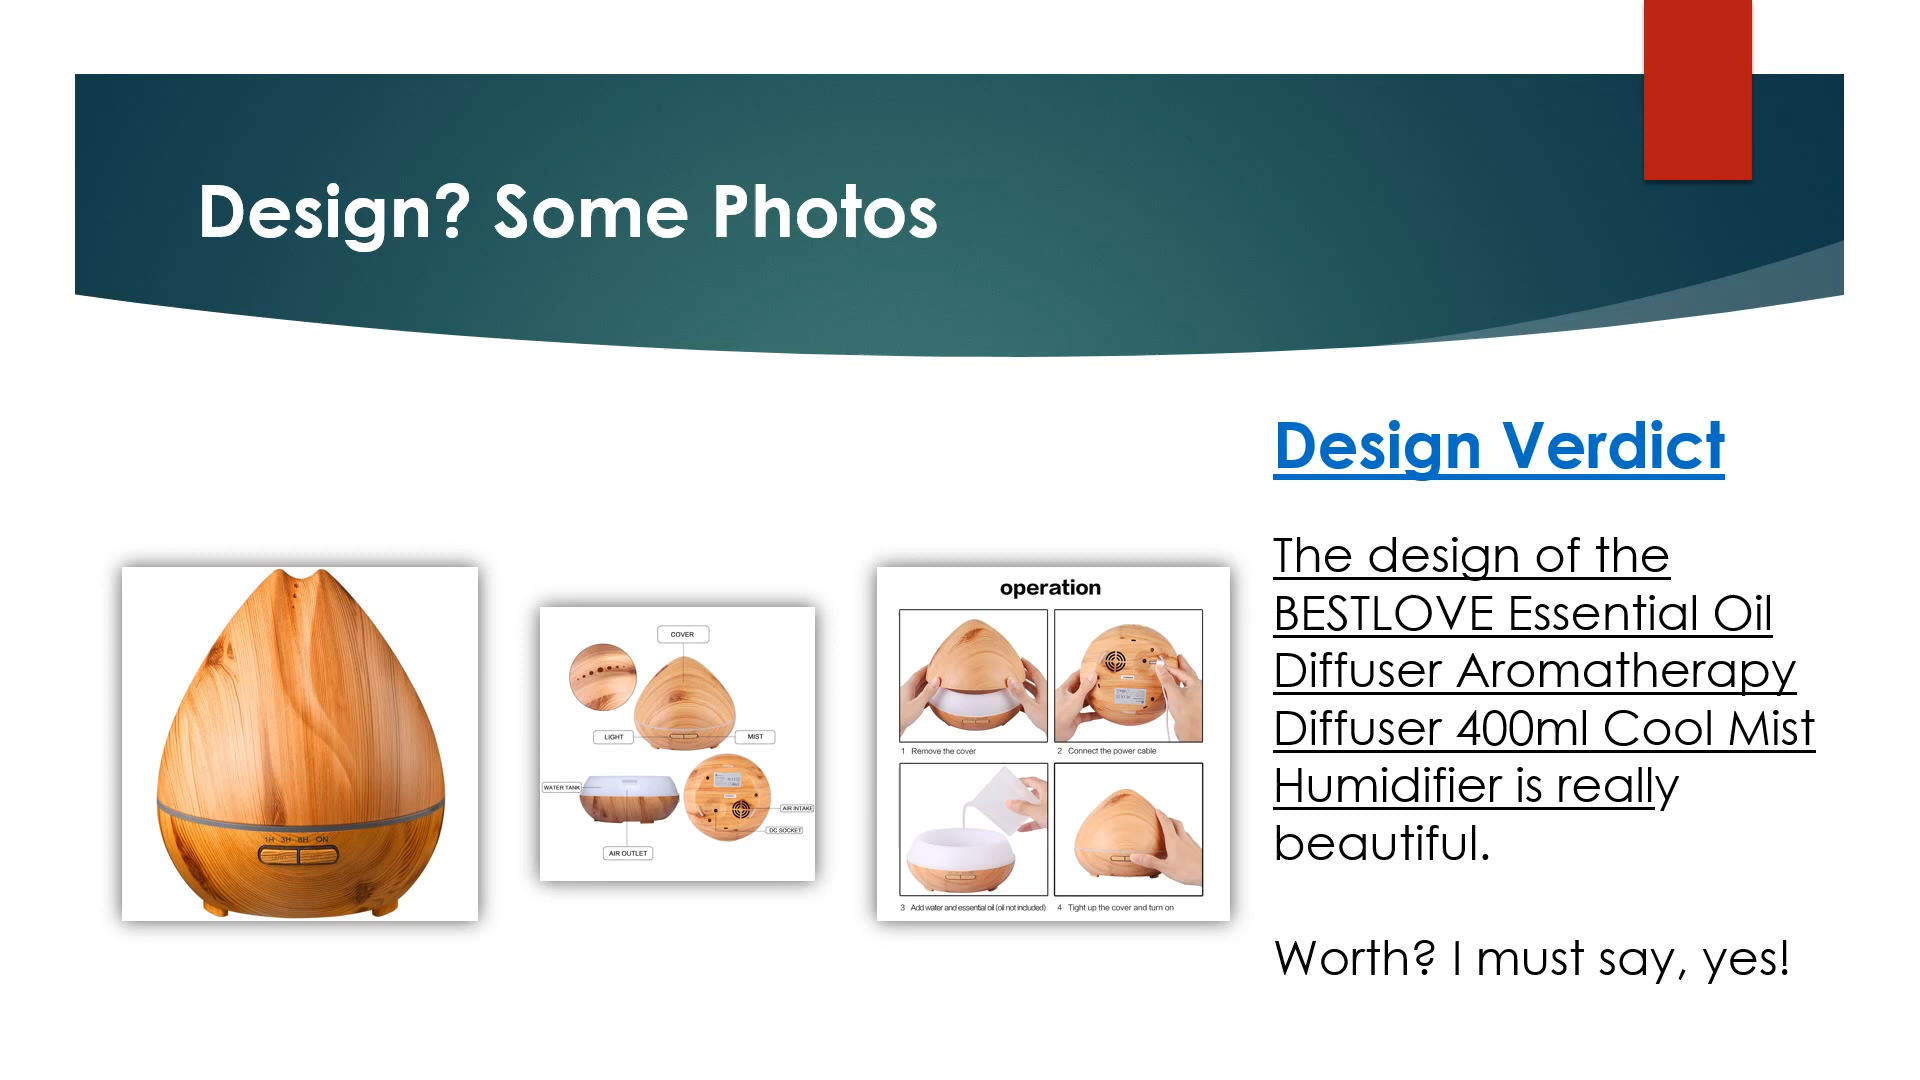 Design? Some Photos
Design Verdict
The design of the
BESTLOVE Essential Oil
Diffuser Aromatherapy
Diffuser 400ml Cool Mist
Humidifier is really
beautiful.
Worth? I must say, yes!
1H 3H 8H ON
COVER
LIGHT
MIST
WATER TANK
AIR INTAKE
DC SOCKET
AIR OUTLET
operation
1 Remove the cover
2 Connect the power cable
3 Add water and essential oil (oil not included)
4 Tight up the cover and turn on